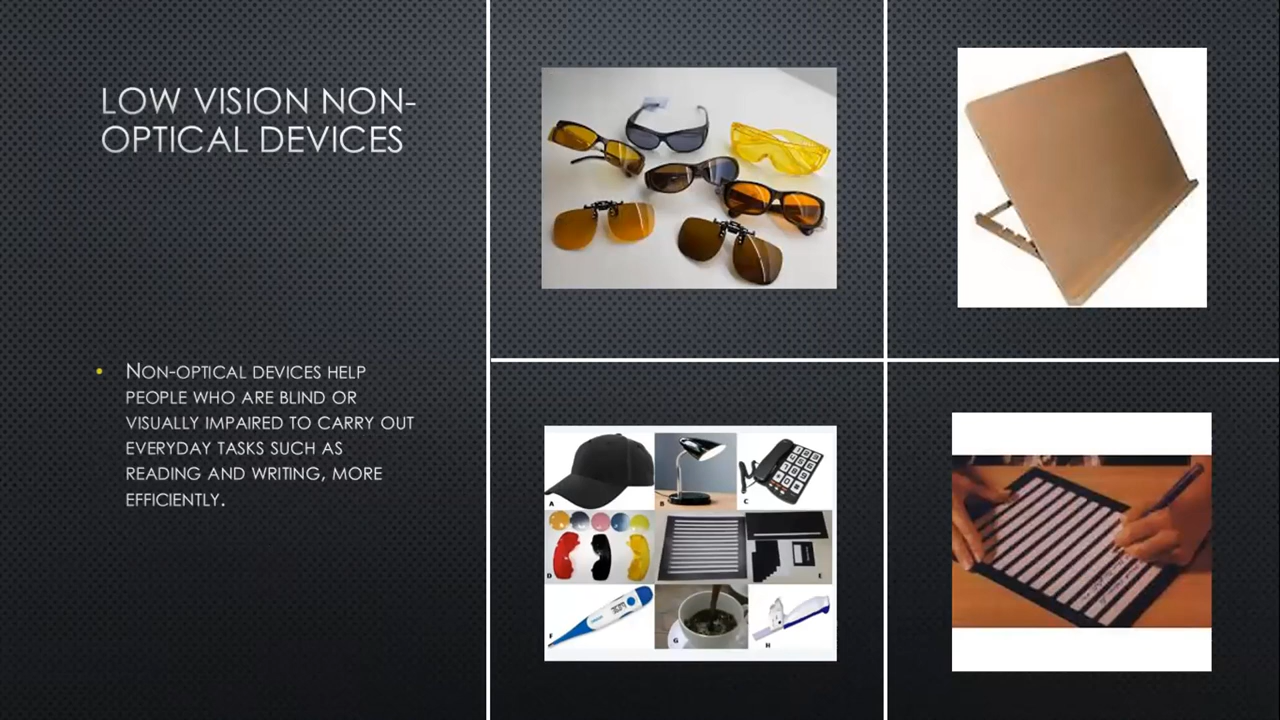 LOW VISION NON-
OPTICAL DEVICES
• NON-OPTICAL DEVICES HELP
PEOPLE WHO ARE BLIND OR
VISUALLY IMPAIRED TO CARRY OUT
EVERYDAY TASKS SUCH AS
READING AND WRITING, MORE
EFFICIENTLY.
A
B
C
D
E
F
G
H